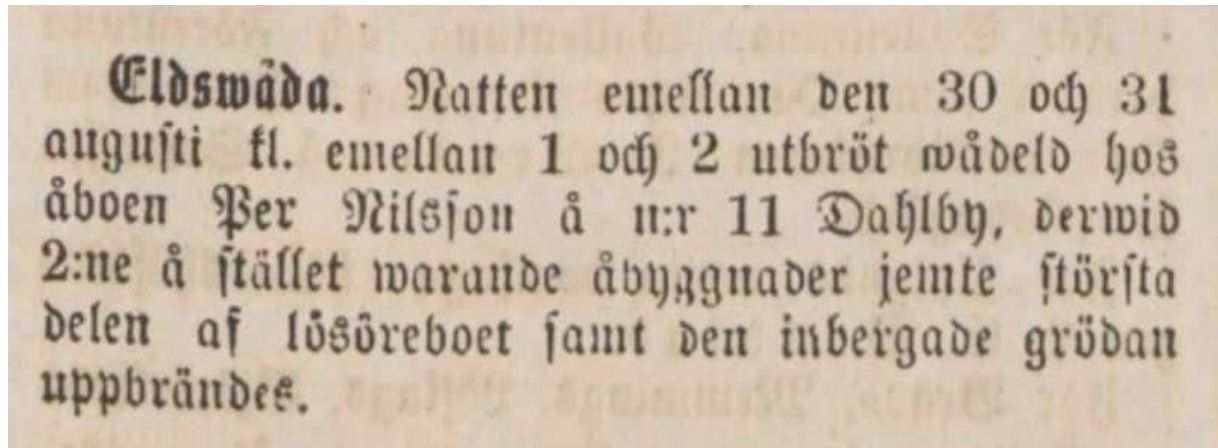 Eldswåda. Natten emellan den 30 och 31
augusti kl. emellan 1 och 2 utbröt wådeld hos
åboen Per Nilsson å n:r 11 Dahlby, derwid
2:ne å stället warande åbyggnader jemte största
delen af lösöreboet samt den inbergade grödan
uppbrändes.